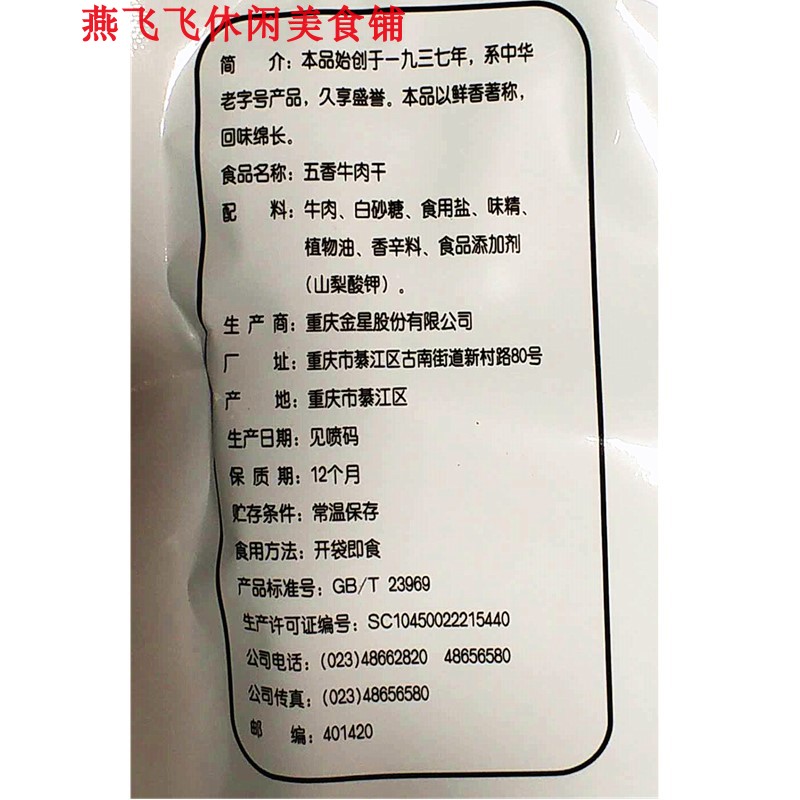 燕飞飞休闲美食铺
简 介：本品始创于一九三七年，系中华
老字号产品，久享盛誉。本品以鲜香著称，
回味绵长。
食品名称：五香牛肉干
配 料：牛肉、白砂糖、食用盐、味精、
植物油、香辛料、食品添加剂
（山梨酸钾）。
生 产 商：重庆金星股份有限公司
厂 址：重庆市綦江区古南街道新村路80号
产 地：重庆市綦江区
生产日期：见喷码
保 质 期：12个月
贮存条件：常温保存
食用方法：开袋即食
产品标准号：GB/T 23969
生产许可证编号：SC10450022215440
公司电话：(023)48662820 48656580
公司传真：(023)48656580
邮 编：401420